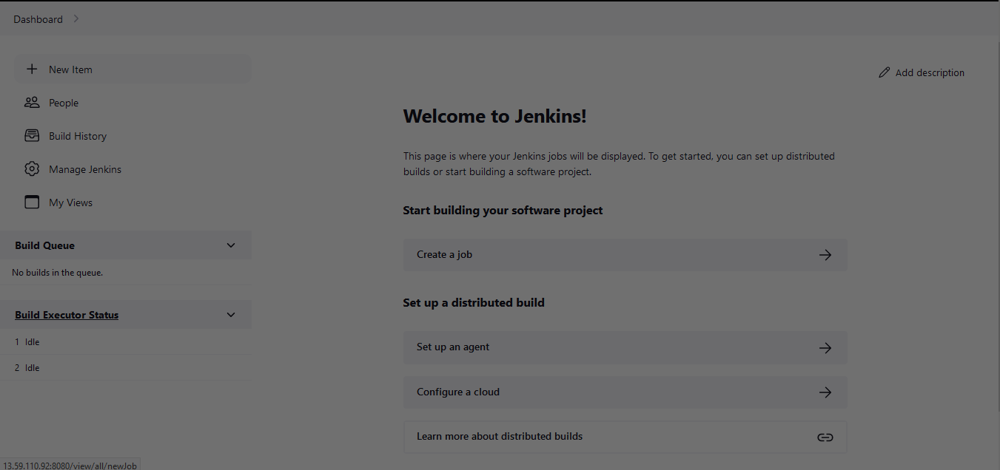 Dashboard
New Item
People
Build History
Manage Jenkins
My Views
Build Queue
No builds in the queue.
Build Executor Status
1 Idle
2 Idle
Add description
Welcome to Jenkins!
This page is where your Jenkins jobs will be displayed. To get started, you can set up distributed
builds or start building a software project.
Start building your software project
Create a job
Set up a distributed build
Set up an agent
Configure a cloud
Learn more about distributed builds
13.59.110.92:8080/view/all/newJob